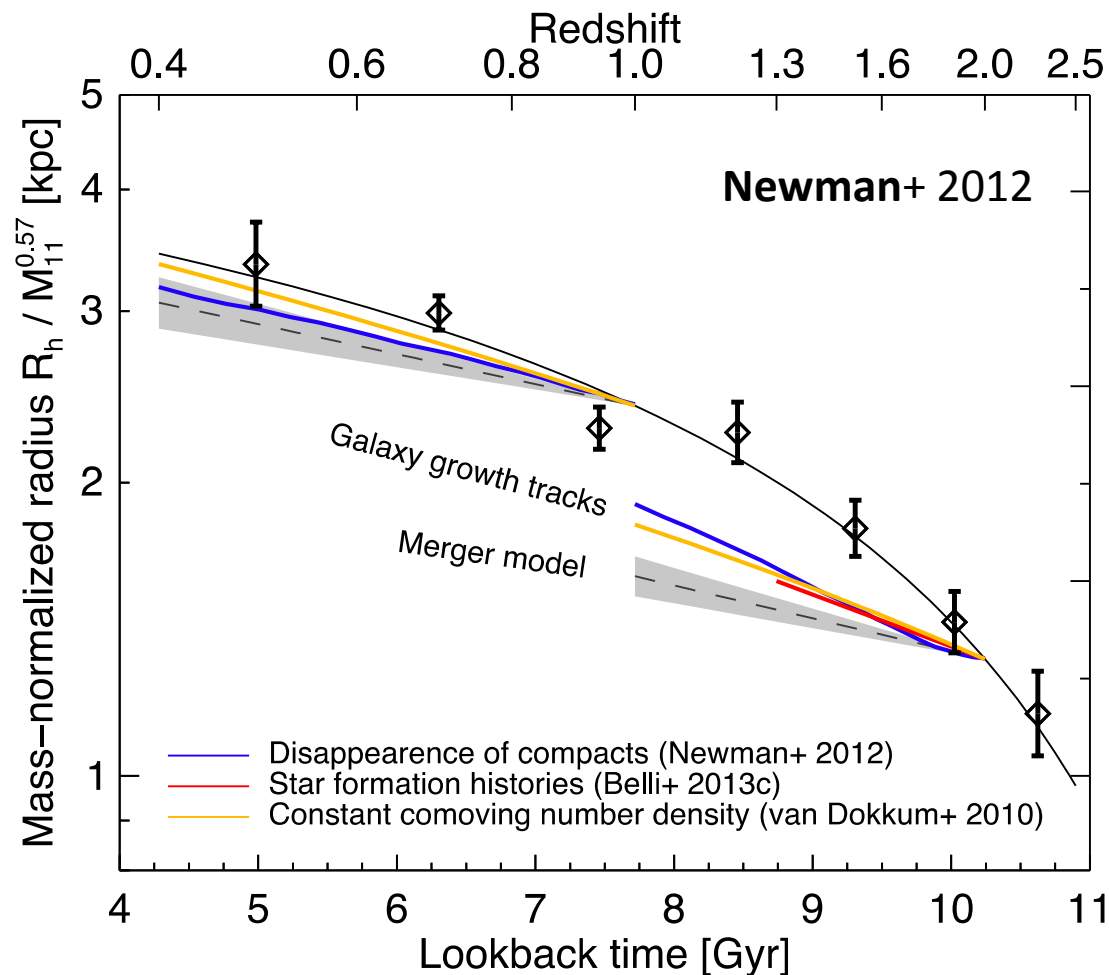 Redshift
0.4 0.6 0.8 1.0 1.3 1.6 2.0 2.5
Mass−normalized radius R_h / M_11^0.57 [kpc]
5
4
3
2
1
Newman+ 2012
Galaxy growth tracks
Merger model
Disappearence of compacts (Newman+ 2012)
Star formation histories (Belli+ 2013c)
Constant comoving number density (van Dokkum+ 2010)
4 5 6 7 8 9 10 11
Lookback time [Gyr]